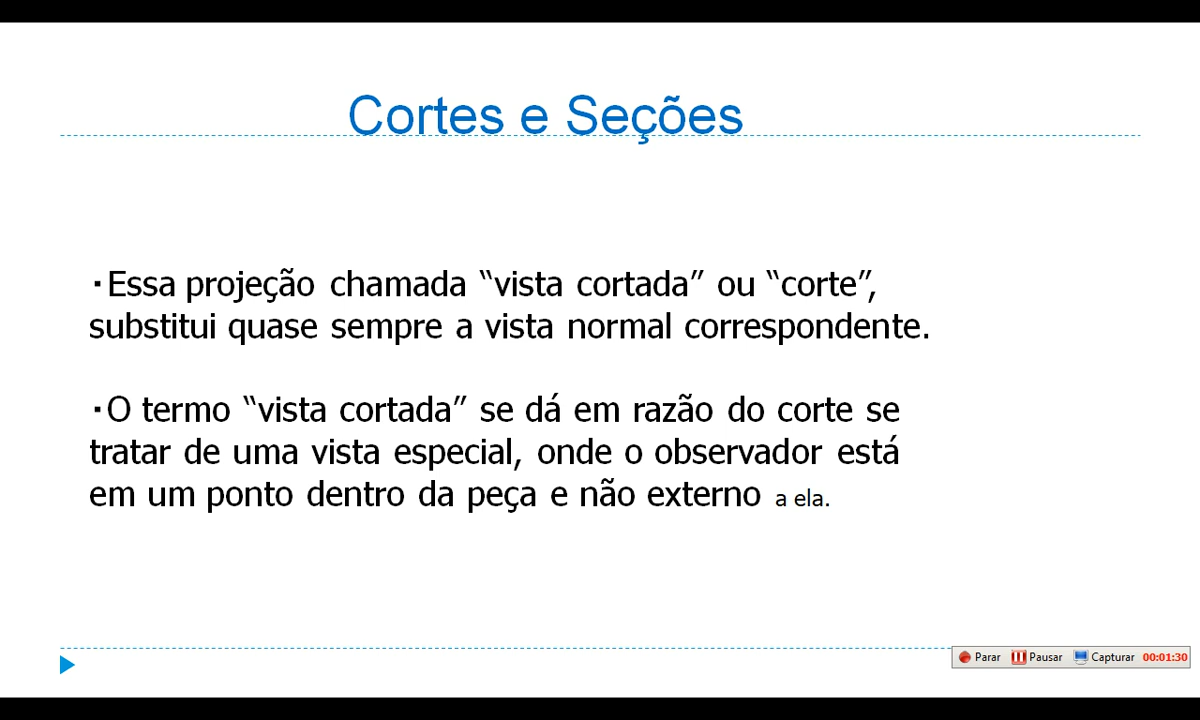 Cortes e Seções
▪Essa projeção chamada “vista cortada” ou “corte”,
substitui quase sempre a vista normal correspondente.
▪O termo “vista cortada” se dá em razão do corte se
tratar de uma vista especial, onde o observador está
em um ponto dentro da peça e não externo a ela.
Parar Pausar Capturar 00:01:30